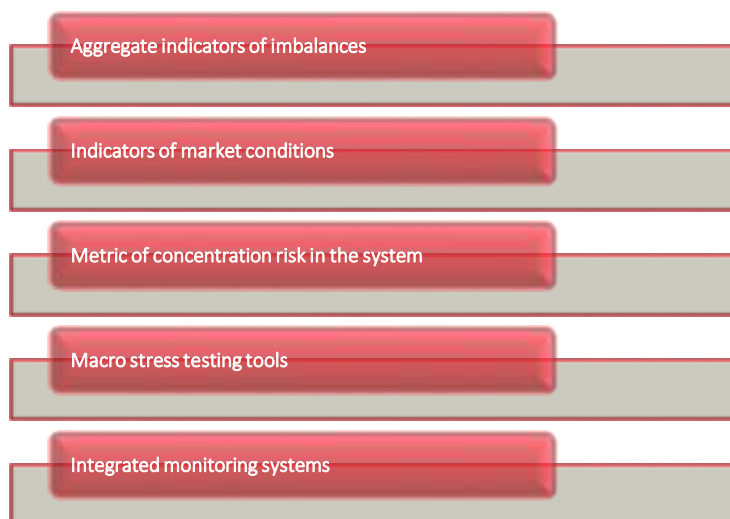 Aggregate indicators of imbalances
Indicators of market conditions
Metric of concentration risk in the system
Macro stress testing tools
Integrated monitoring systems